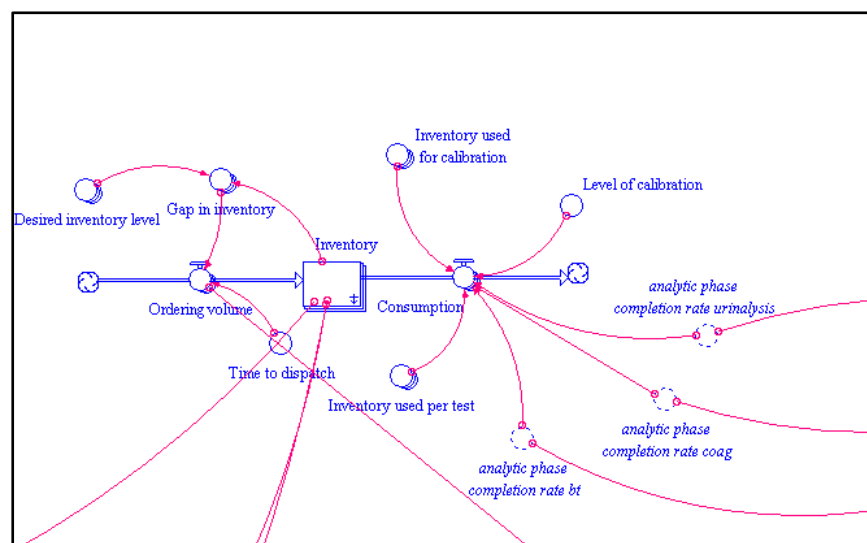 Inventory used
for calibration
Level of calibration
Desired inventory level
Gap in inventory
Inventory
Ordering volume
Consumption
analytic phase
completion rate urinalysis
Time to dispatch
Inventory used per test
analytic phase
completion rate coag
analytic phase
completion rate bt